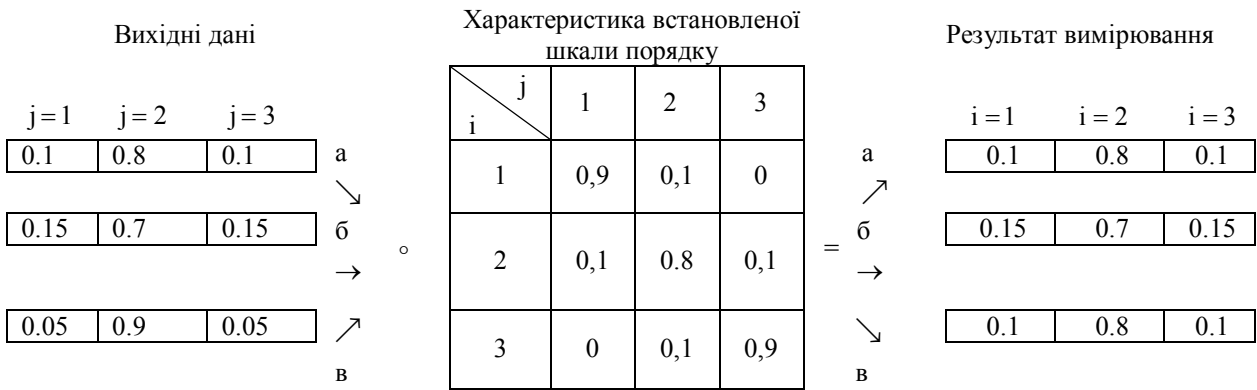 Вихідні дані
Характеристика встановленої
шкали порядку
Результат вимірювання
j = 1 j = 2 j = 3
0.1 0.8 0.1 а
↘
0.15 0.7 0.15 б
→
0.05 0.9 0.05 ↗
в
∘
j
i 1 2 3
1 0,9 0,1 0
2 0,1 0.8 0,1
3 0 0,1 0,9
=
i = 1 i = 2 i = 3
а 0.1 0.8 0.1
↗
б 0.15 0.7 0.15
→
↘ 0.1 0.8 0.1
в